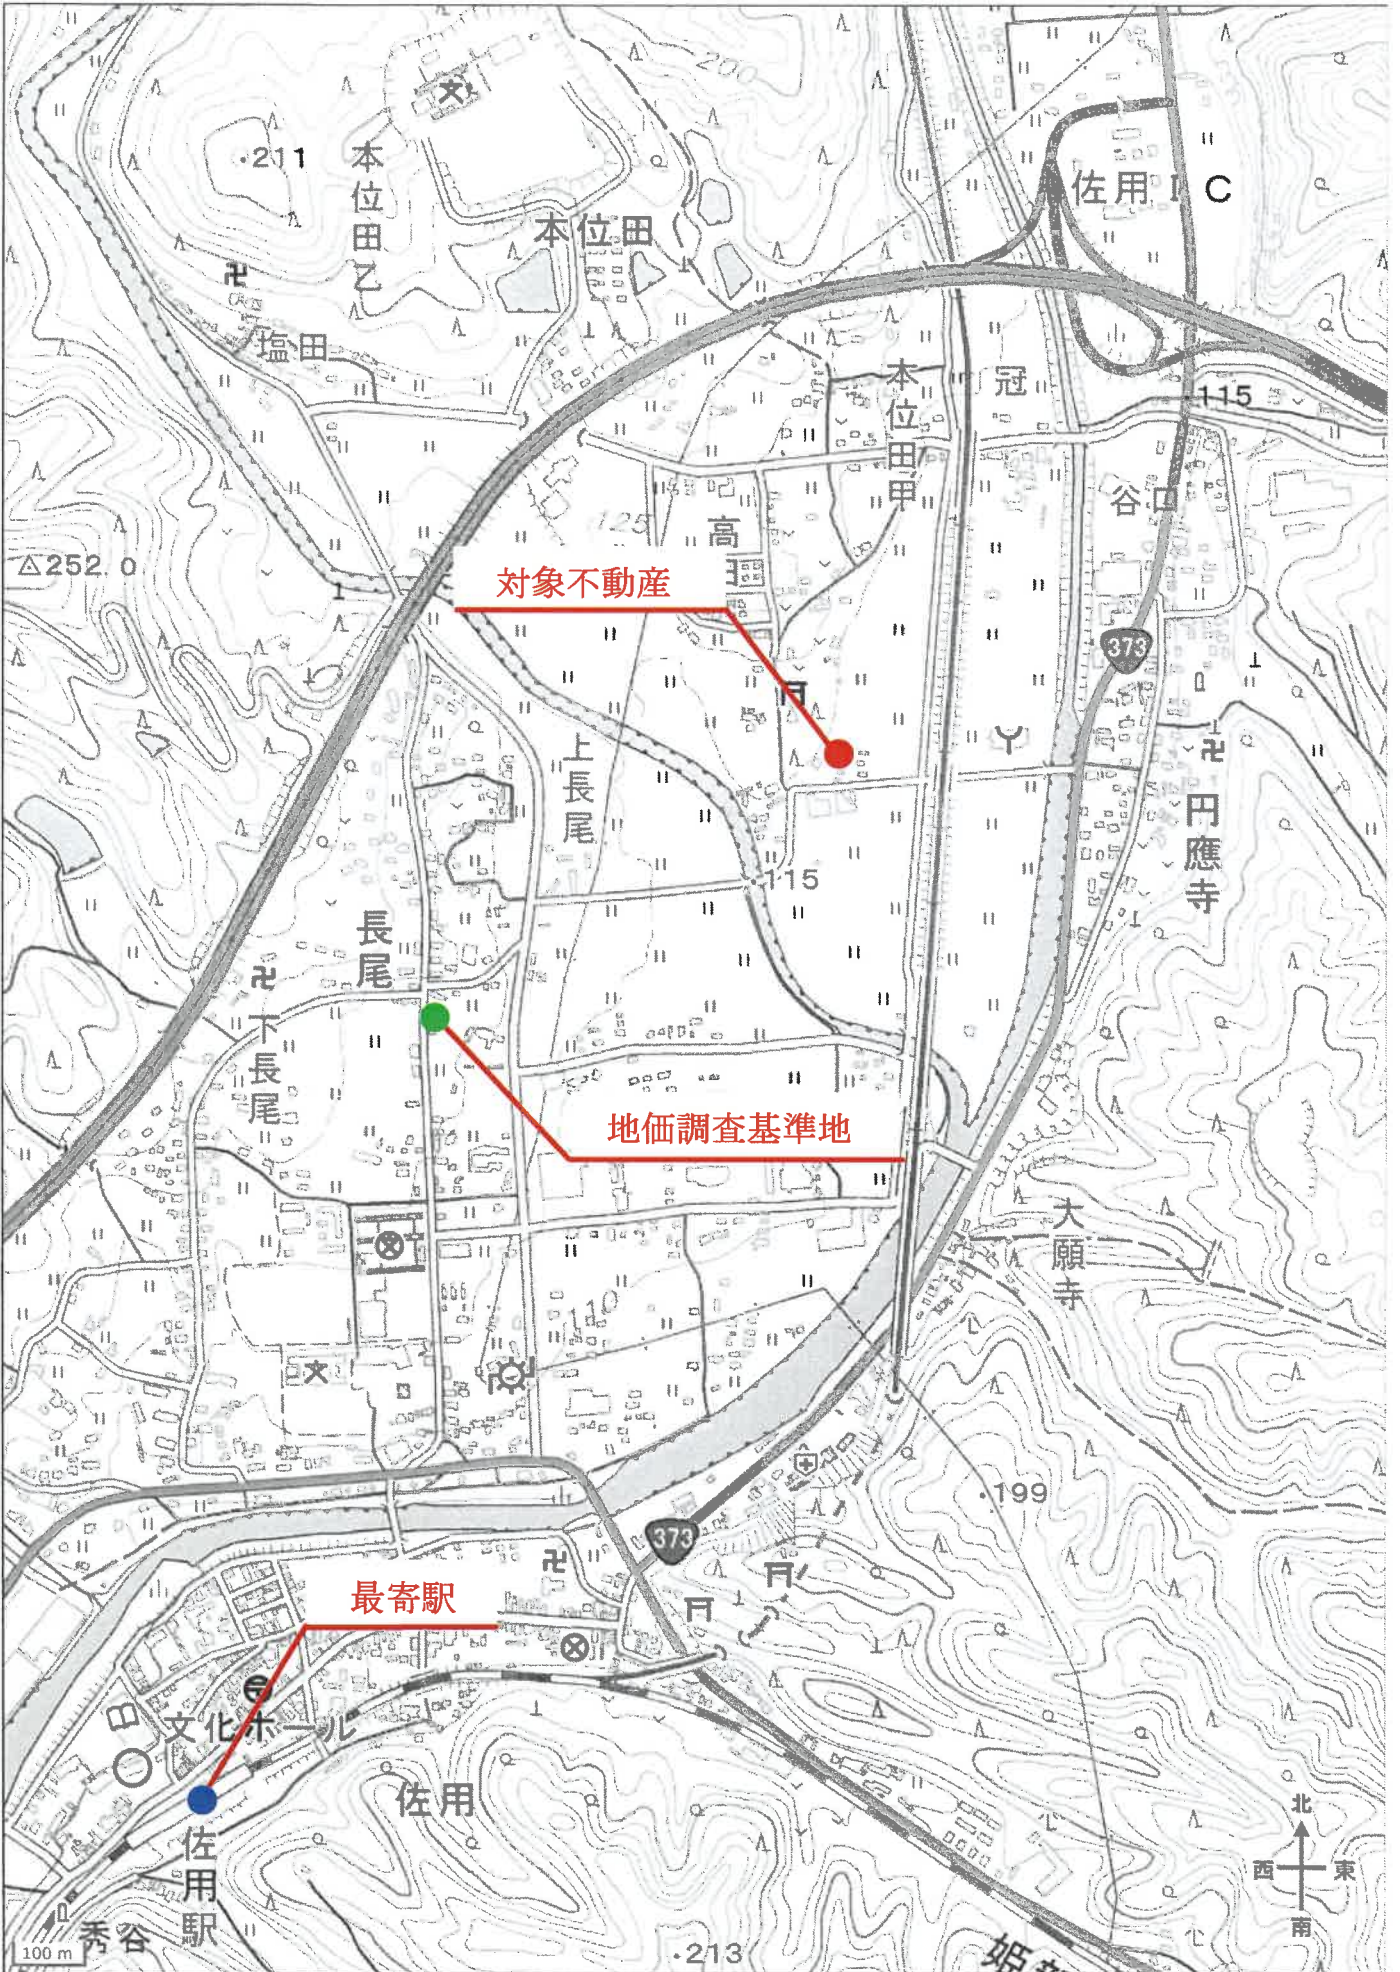 200
・211
本位田乙
本位田
佐用IC
塩田
本位田甲
冠
115
谷口
125
高
△252.0
対象不動産
1
373
上長尾
円應寺
115
長尾
下長尾
地価調査基準地
大願寺
110
・199
373
最寄駅
文化ホール
佐用
佐用駅
北
西
東
南
秀谷
100 m
・213